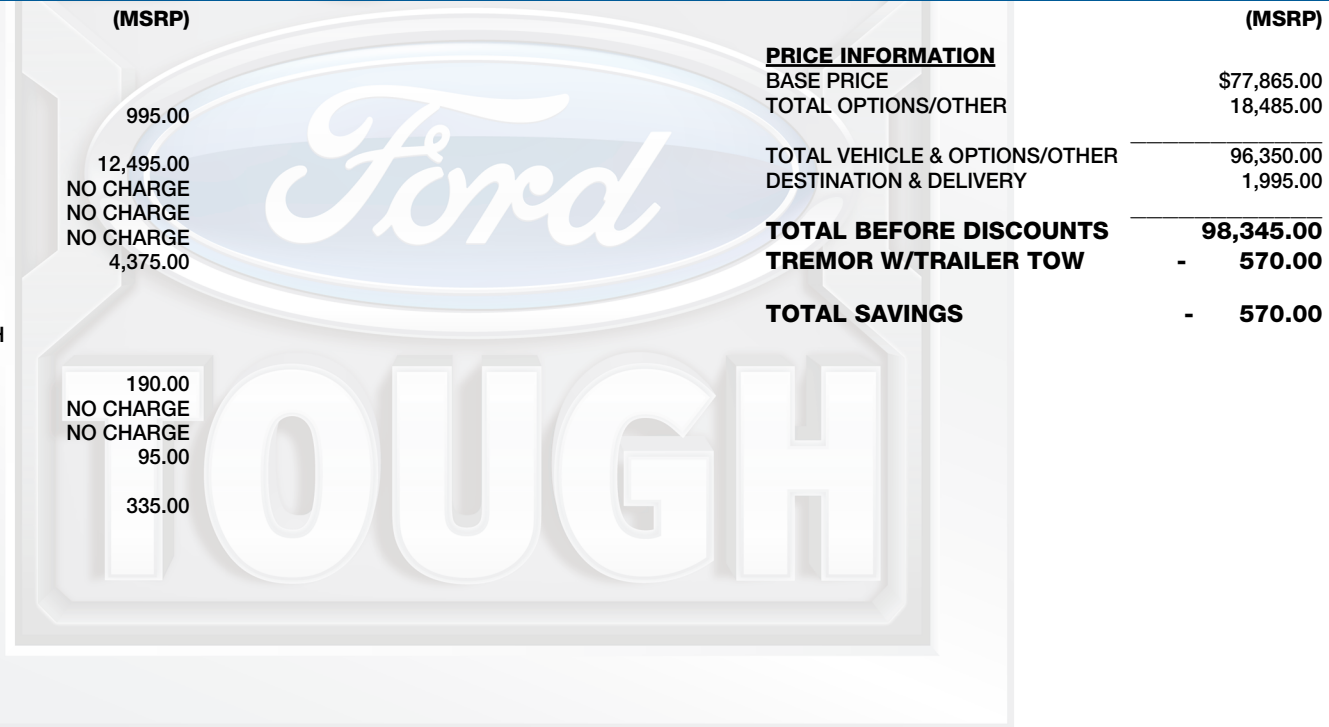 (MSRP)
995.00
12,495.00
NO CHARGE
NO CHARGE
NO CHARGE
4,375.00
H
190.00
NO CHARGE
NO CHARGE
95.00
335.00
Ford
TOUGH
(MSRP)
PRICE INFORMATION
BASE PRICE $77,865.00
TOTAL OPTIONS/OTHER 18,485.00
TOTAL VEHICLE & OPTIONS/OTHER 96,350.00
DESTINATION & DELIVERY 1,995.00
TOTAL BEFORE DISCOUNTS 98,345.00
TREMOR W/TRAILER TOW - 570.00
TOTAL SAVINGS - 570.00